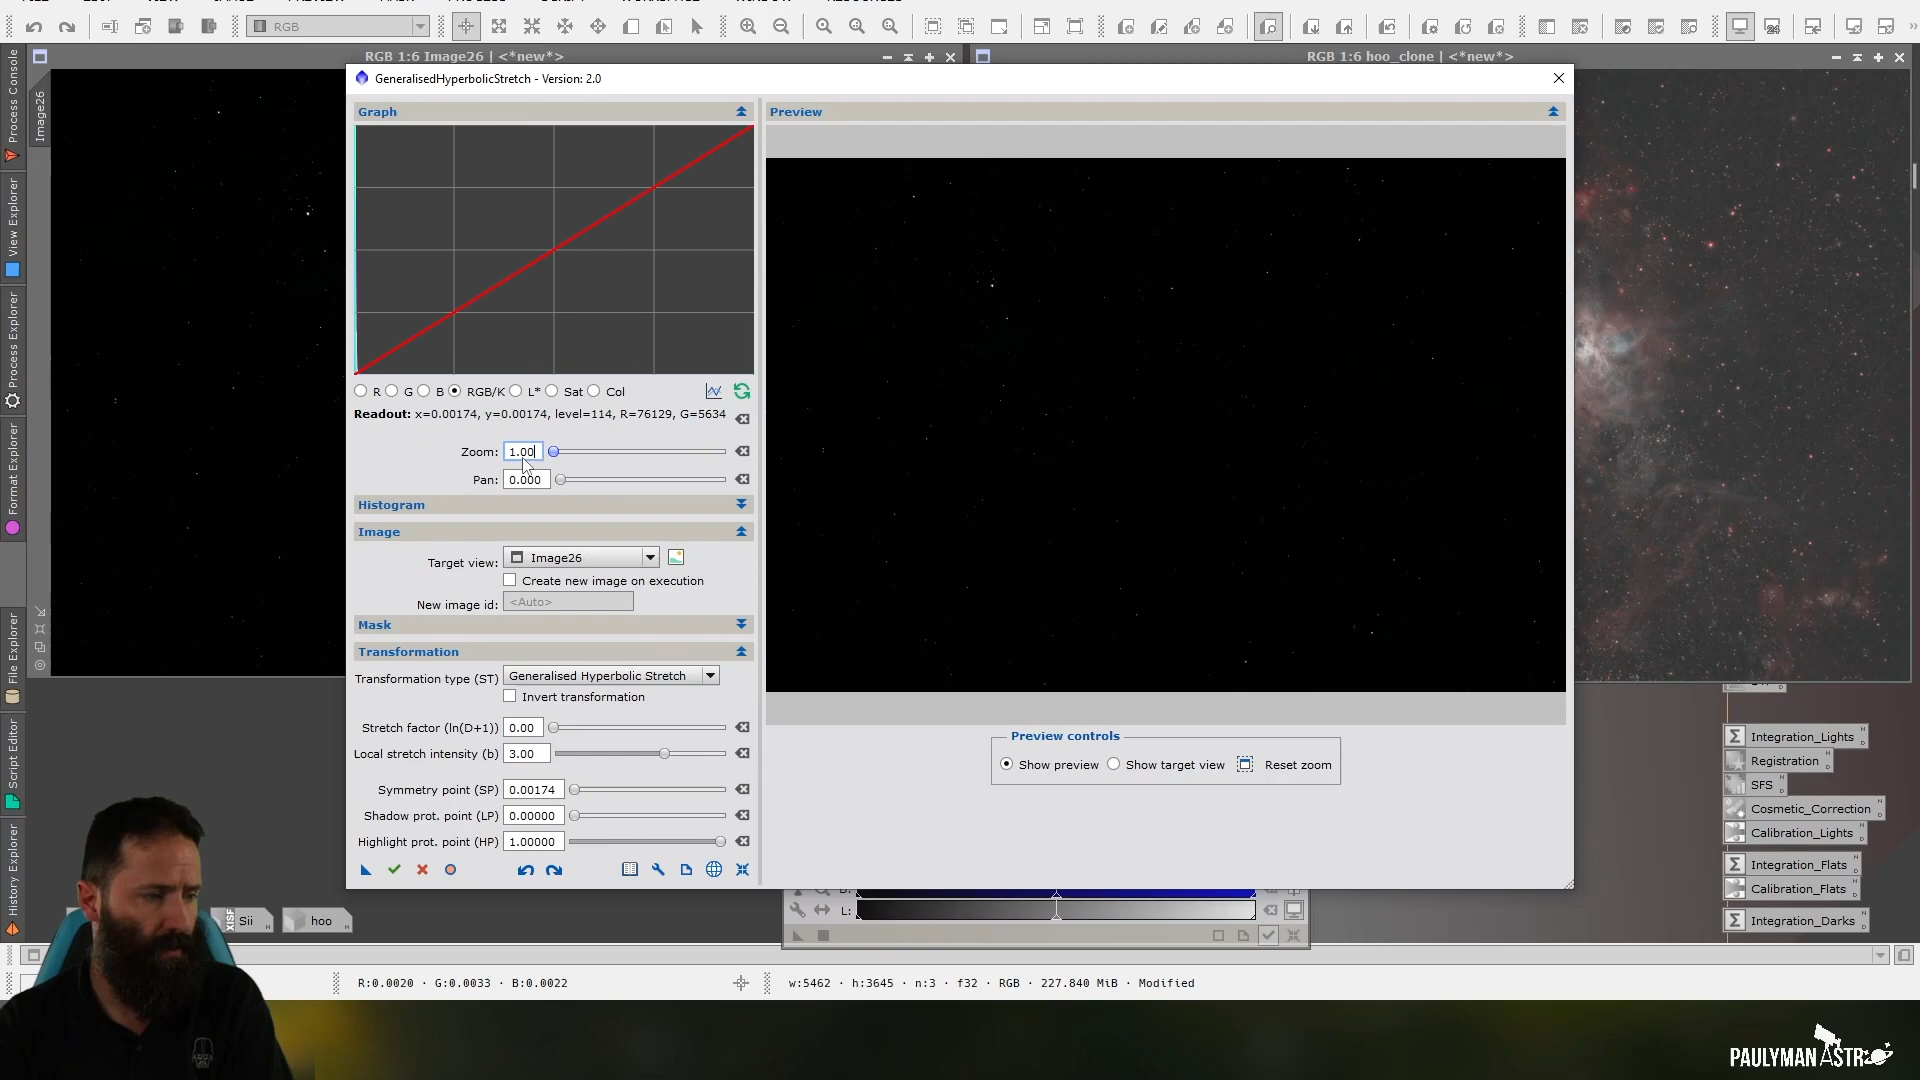 RGB
RGB 1:6 Image26 | <*new*>
RGB 1:6 hoo_clone | <*new*>
Process Console
View Explorer
Process Explorer
Format Explorer
File Explorer
Script Editor
History Explorer
Image26
GeneralisedHyperbolicStretch - Version: 2.0
Graph
R G B RGB/K L* Sat Col
Readout: x=0.00174, y=0.00174, level=114, R=76129, G=5634
Zoom: 1.00
Pan: 0.000
Histogram
Image
Target view: Image26
Create new image on execution
New image id: <Auto>
Mask
Transformation
Transformation type (ST) Generalised Hyperbolic Stretch
Invert transformation
Stretch factor (ln(D+1)) 0.00
Local stretch intensity (b) 3.00
Symmetry point (SP) 0.00174
Shadow prot. point (LP) 0.00000
Highlight prot. point (HP) 1.00000
Preview
Preview controls
Show preview Show target view Reset zoom
Integration_Lights
Registration
SFS
Cosmetic_Correction
Calibration_Lights
Integration_Flats
Calibration_Flats
Integration_Darks
XISF Sii
hoo
L:
R:0.0020 · G:0.0033 · B:0.0022
w:5462 · h:3645 · n:3 · f32 · RGB · 227.840 MiB · Modified
PAULYMAN ASTRO